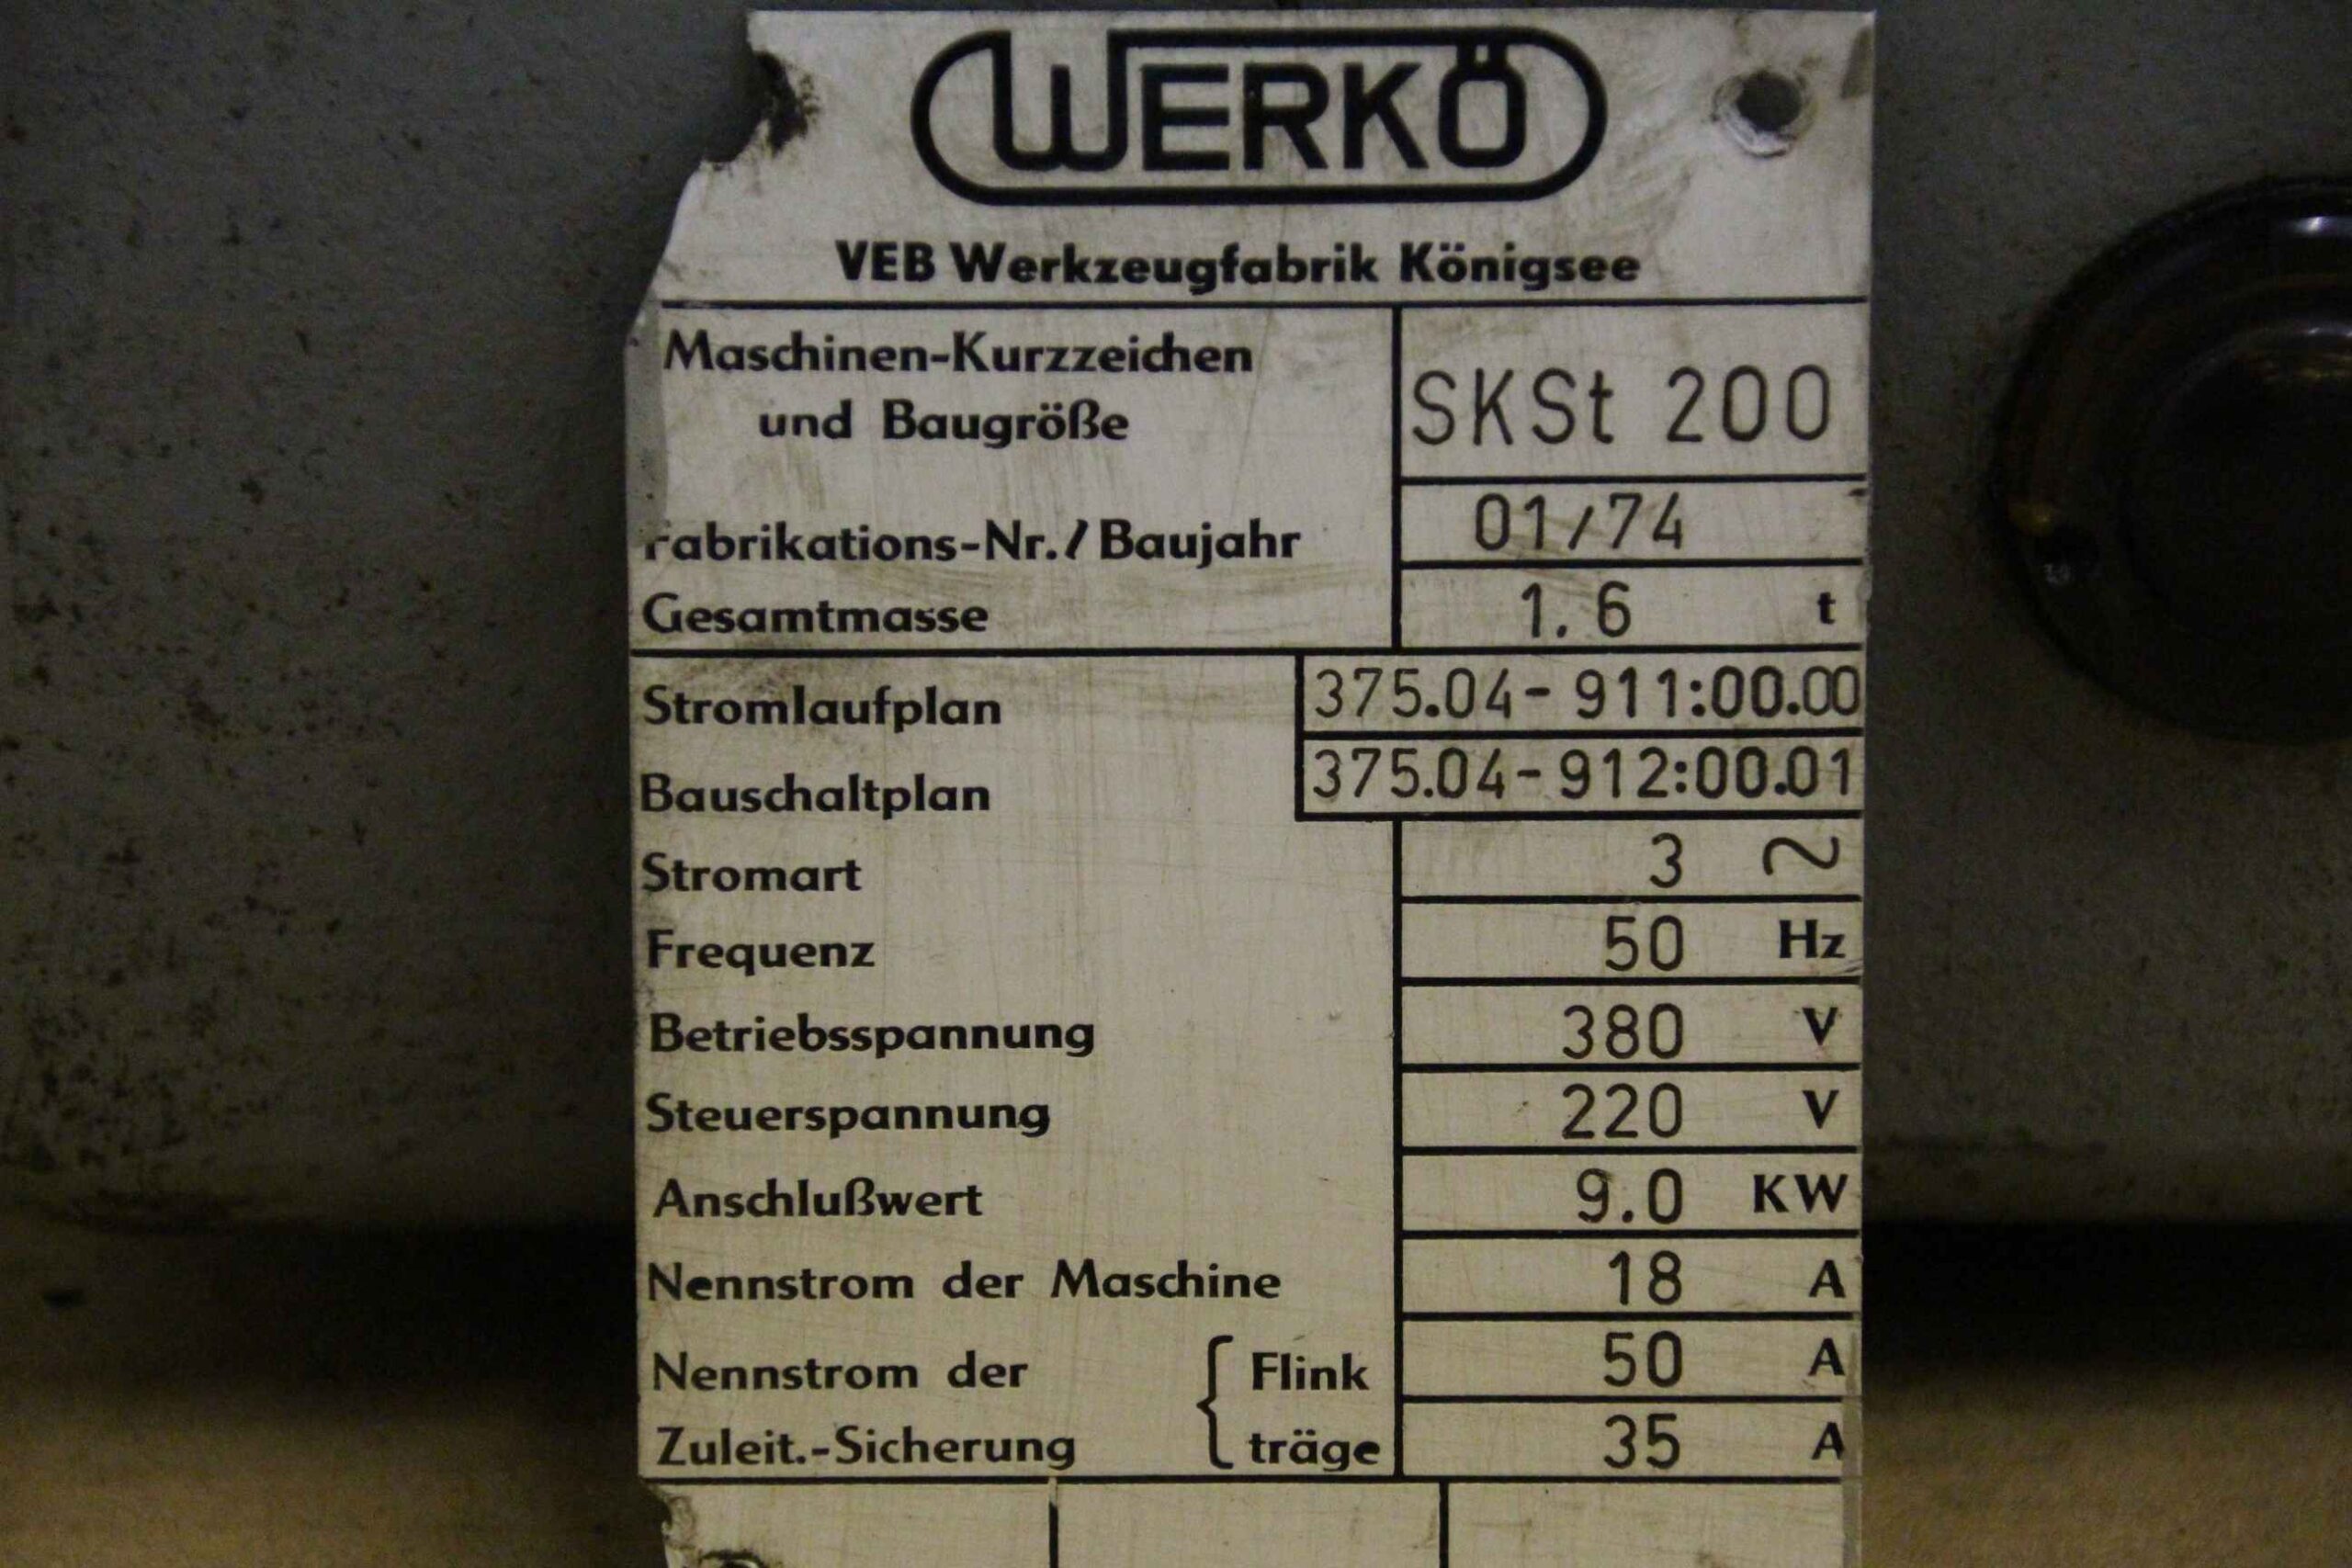 WERKÖ
VEB Werkzeugfabrik Königsee
Maschinen-Kurzzeichen
und Baugröße
SKSt 200
Fabrikations-Nr./Baujahr 01/74
Gesamtmasse 1.6 t
Stromlaufplan 375.04-911:00.00
Bauschaltplan 375.04-912:00.01
Stromart 3 ~
Frequenz 50 Hz
Betriebsspannung 380 V
Steuerspannung 220 V
Anschlußwert 9.0 KW
Nennstrom der Maschine 18 A
Nennstrom der { Flink 50 A
Zuleit.-Sicherung träge 35 A